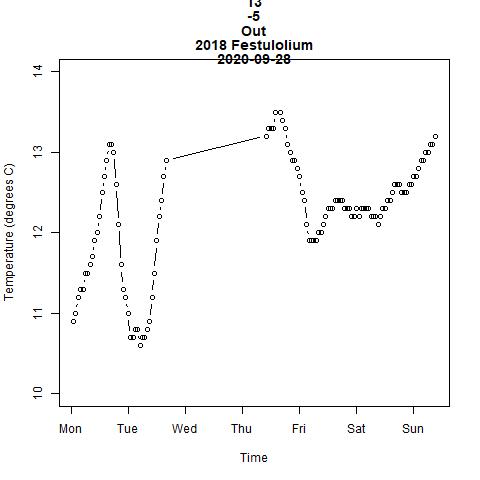 13
-5
Out
2018 Festulolium
2020-09-28
14
13
12
11
10
Temperature (degrees C)
Mon Tue Wed Thu Fri Sat Sun
Time